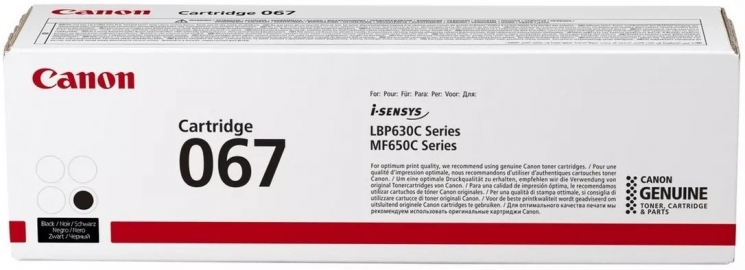 Canon Cartridge 067
Canon
Cartridge
067
Black / Noir / Schwarz
Negro / Nero
Zwart / Чёрный
For: Pour: Für: Para: Per: Voor: Для:
i-SENSYS
LBP630C Series
MF650C Series
For optimum print quality, we recommend using genuine Canon toner cartridges. / Pour une
qualité d'impression optimale, nous recommandons d'utiliser d'authentiques cartouches toner
Canon. / Um eine optimale Druckqualität zu erhalten, empfehlen wir die Verwendung von
original Tonercartridges von Canon. / Para una calidad de impresión óptima, le recomendamos
utilizar cartuchos de tóner Canon originales. / Per una qualità di stampa ottimale, si consiglia di
utilizzare cartucce di toner Canon originali. / Voor de beste printkwaliteit wordt geadviseerd om
uitsluitend originele Canon cartridges te gebruiken. / Для оптимального качества печати мы
рекомендуем использовать оригинальные картриджи Canon.
CANON
GENUINE
TONER, CARTRIDGE
& PARTS